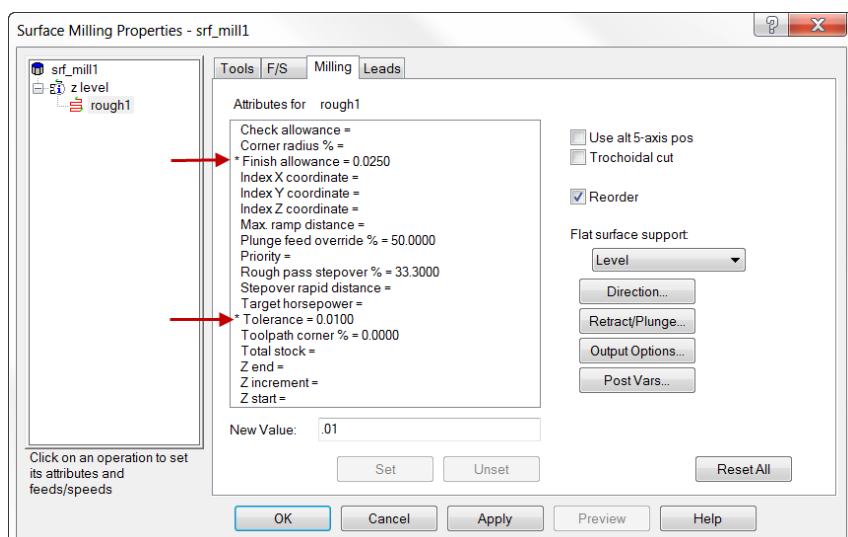 Surface Milling Properties - srf_mill1
srf_mill1
z level
rough1
Tools F/S Milling Leads
Attributes for rough1
Check allowance =
Corner radius % =
* Finish allowance = 0.0250
Index X coordinate =
Index Y coordinate =
Index Z coordinate =
Max. ramp distance =
Plunge feed override % = 50.0000
Priority =
Rough pass stepover % = 33.3000
Stepover rapid distance =
Target horsepower =
* Tolerance = 0.0100
Toolpath corner % = 0.0000
Total stock =
Z end =
Z increment =
Z start =
New Value: .01
Set Unset
Use alt 5-axis pos
Trochoidal cut
Reorder
Flat surface support:
Level
Direction...
Retract/Plunge...
Output Options...
Post Vars...
Reset All
Click on an operation to set
its attributes and
feeds/speeds
OK Cancel Apply Preview Help